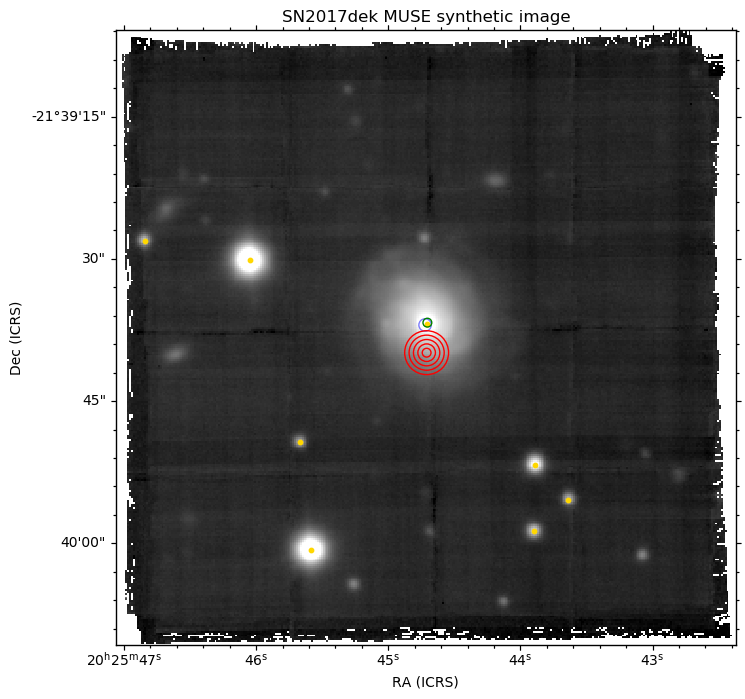 SN2017dek MUSE synthetic image
-21°39'15"
30"
45"
40'00"
Dec (ICRS)
20ʰ25ᵐ47ˢ
46ˢ
45ˢ
44ˢ
43ˢ
RA (ICRS)